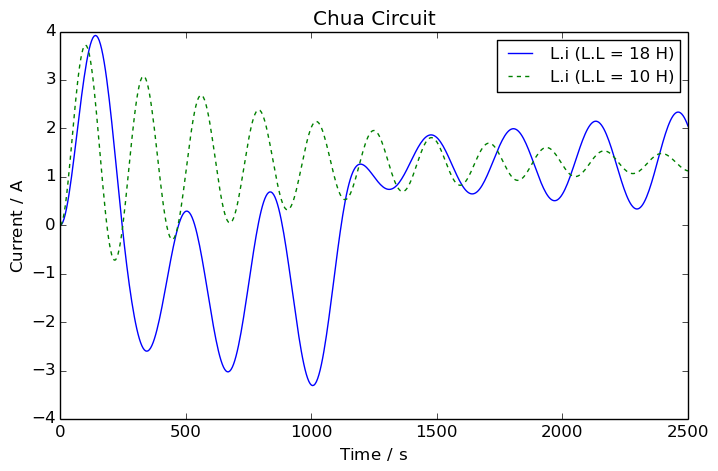 Chua Circuit
L.i (L.L = 18 H)
L.i (L.L = 10 H)
Current / A
4
3
2
1
0
−1
−2
−3
−4
0 500 1000 1500 2000 2500
Time / s